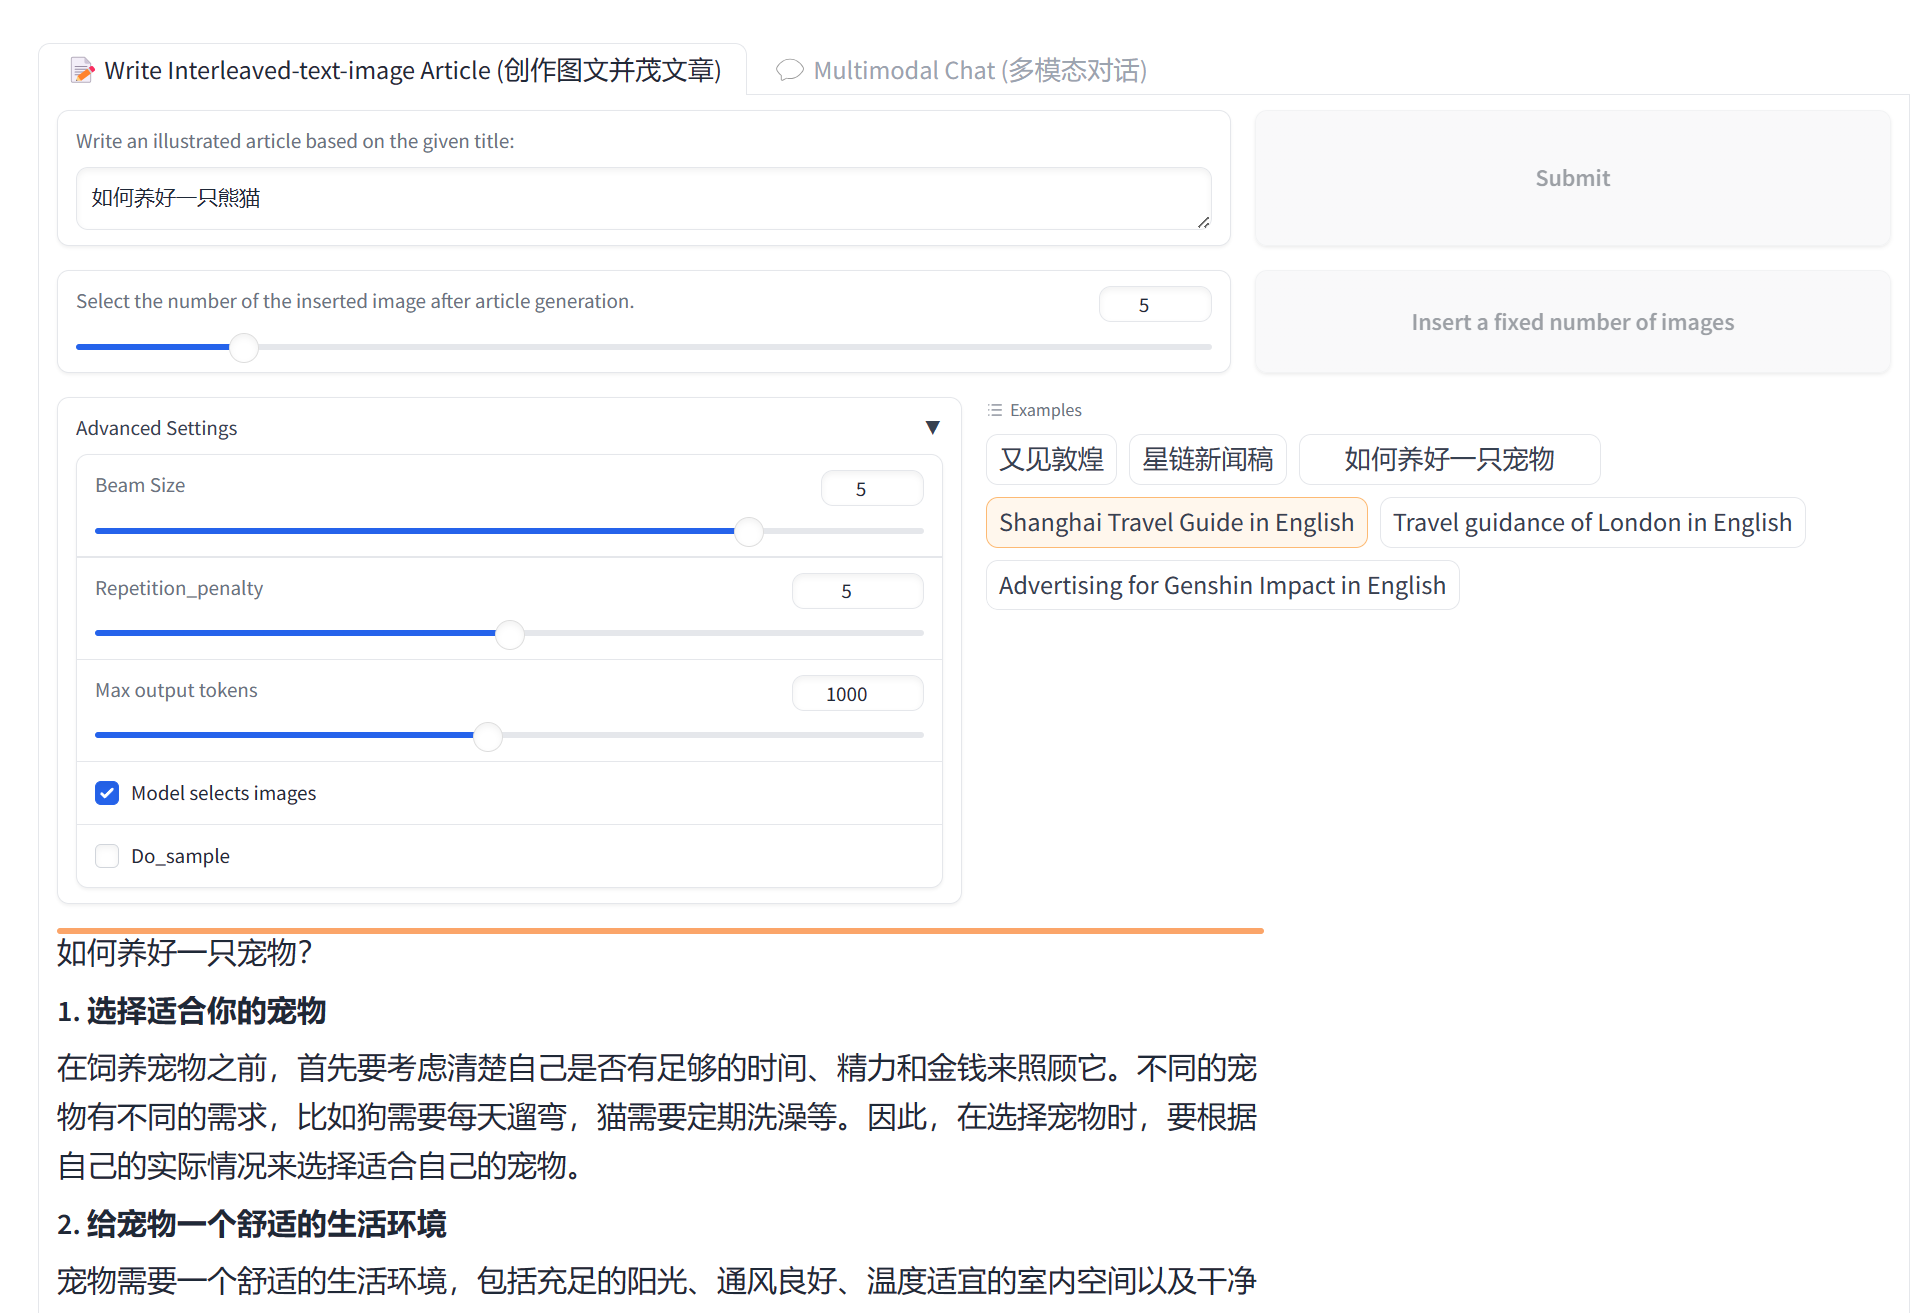 Write Interleaved-text-image Article (创作图文并茂文章)
Multimodal Chat (多模态对话)
Write an illustrated article based on the given title:
如何养好一只熊猫
Submit
Select the number of the inserted image after article generation.
5
Insert a fixed number of images
Advanced Settings
▼
Beam Size
5
Repetition_penalty
5
Max output tokens
1000
Model selects images
Do_sample
Examples
又见敦煌
星链新闻稿
如何养好一只宠物
Shanghai Travel Guide in English
Travel guidance of London in English
Advertising for Genshin Impact in English
如何养好一只宠物?
1. 选择适合你的宠物
在饲养宠物之前，首先要考虑清楚自己是否有足够的时间、精力和金钱来照顾它。不同的宠
物有不同的需求，比如狗需要每天遛弯，猫需要定期洗澡等。因此，在选择宠物时，要根据
自己的实际情况来选择适合自己的宠物。
2. 给宠物一个舒适的生活环境
宠物需要一个舒适的生活环境，包括充足的阳光、通风良好、温度适宜的室内空间以及干净